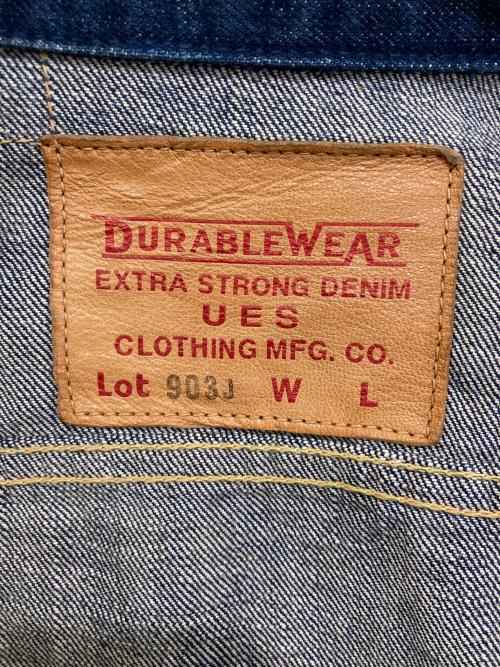 DURABLEWEAR
EXTRA STRONG DENIM
UES
CLOTHING MFG. CO.
Lot 903J W L